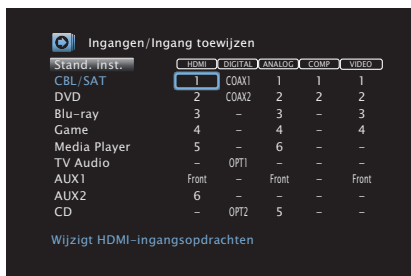 Ingangen/Ingang toewijzen
Stand. inst. HDMI DIGITAL ANALOG COMP VIDEO
CBL/SAT 1 COAX1 1 1 1
DVD 2 COAX2 2 2 2
Blu-ray 3 – 3 – 3
Game 4 – 4 – 4
Media Player 5 – 6 – –
TV Audio – OPT1 – – –
AUX1 Front – Front – Front
AUX2 6 – – – –
CD – OPT2 5 – –
Wijzigt HDMI-ingangsopdrachten